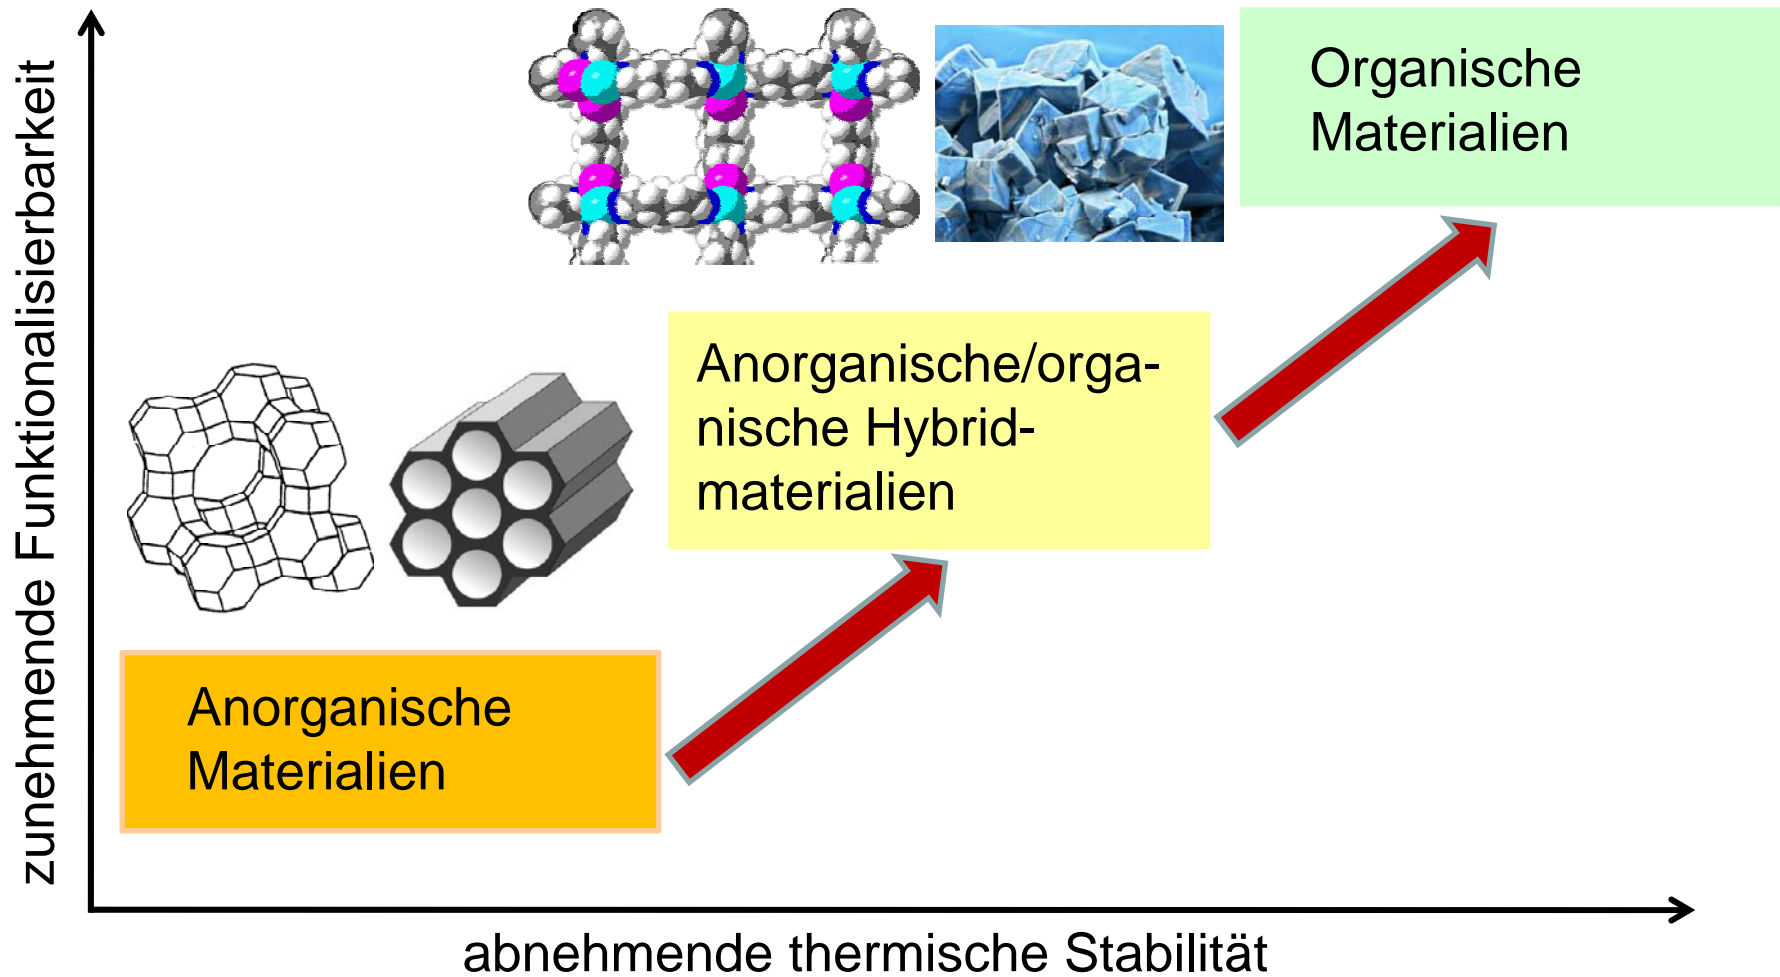 zunehmende Funktionalisierbarkeit
Organische
Materialien
Anorganische/orga-
nische Hybrid-
materialien
Anorganische
Materialien
abnehmende thermische Stabilität